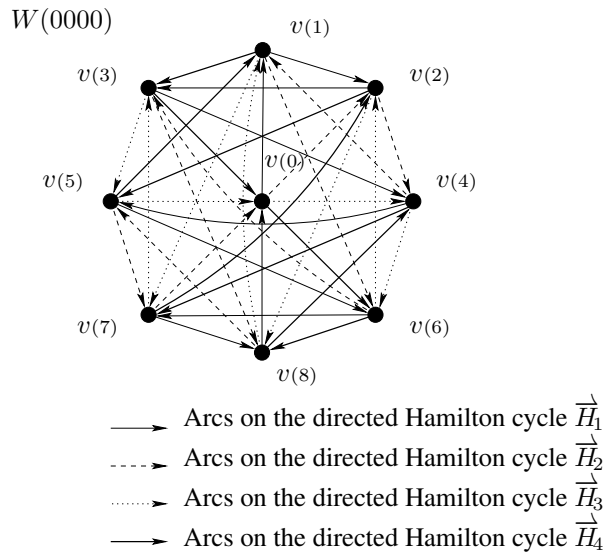 W(0000)
v(1)
v(3)
v(2)
v(0)
v(5)
v(4)
v(7)
v(6)
v(8)
Arcs on the directed Hamilton cycle H⃗₁
Arcs on the directed Hamilton cycle H⃗₂
Arcs on the directed Hamilton cycle H⃗₃
Arcs on the directed Hamilton cycle H⃗₄